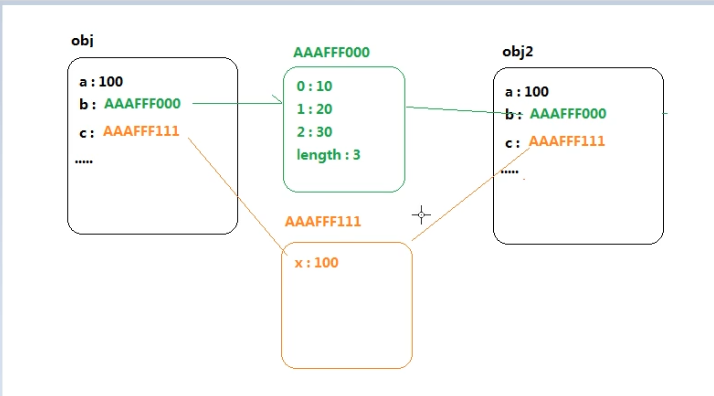 obj
a : 100
b : AAAFFF000
c : AAAFFF111
.....
AAAFFF000
0 : 10
1 : 20
2 : 30
length : 3
AAAFFF111
x : 100
obj2
a : 100
b : AAAFFF000
c : AAAFFF111
.....